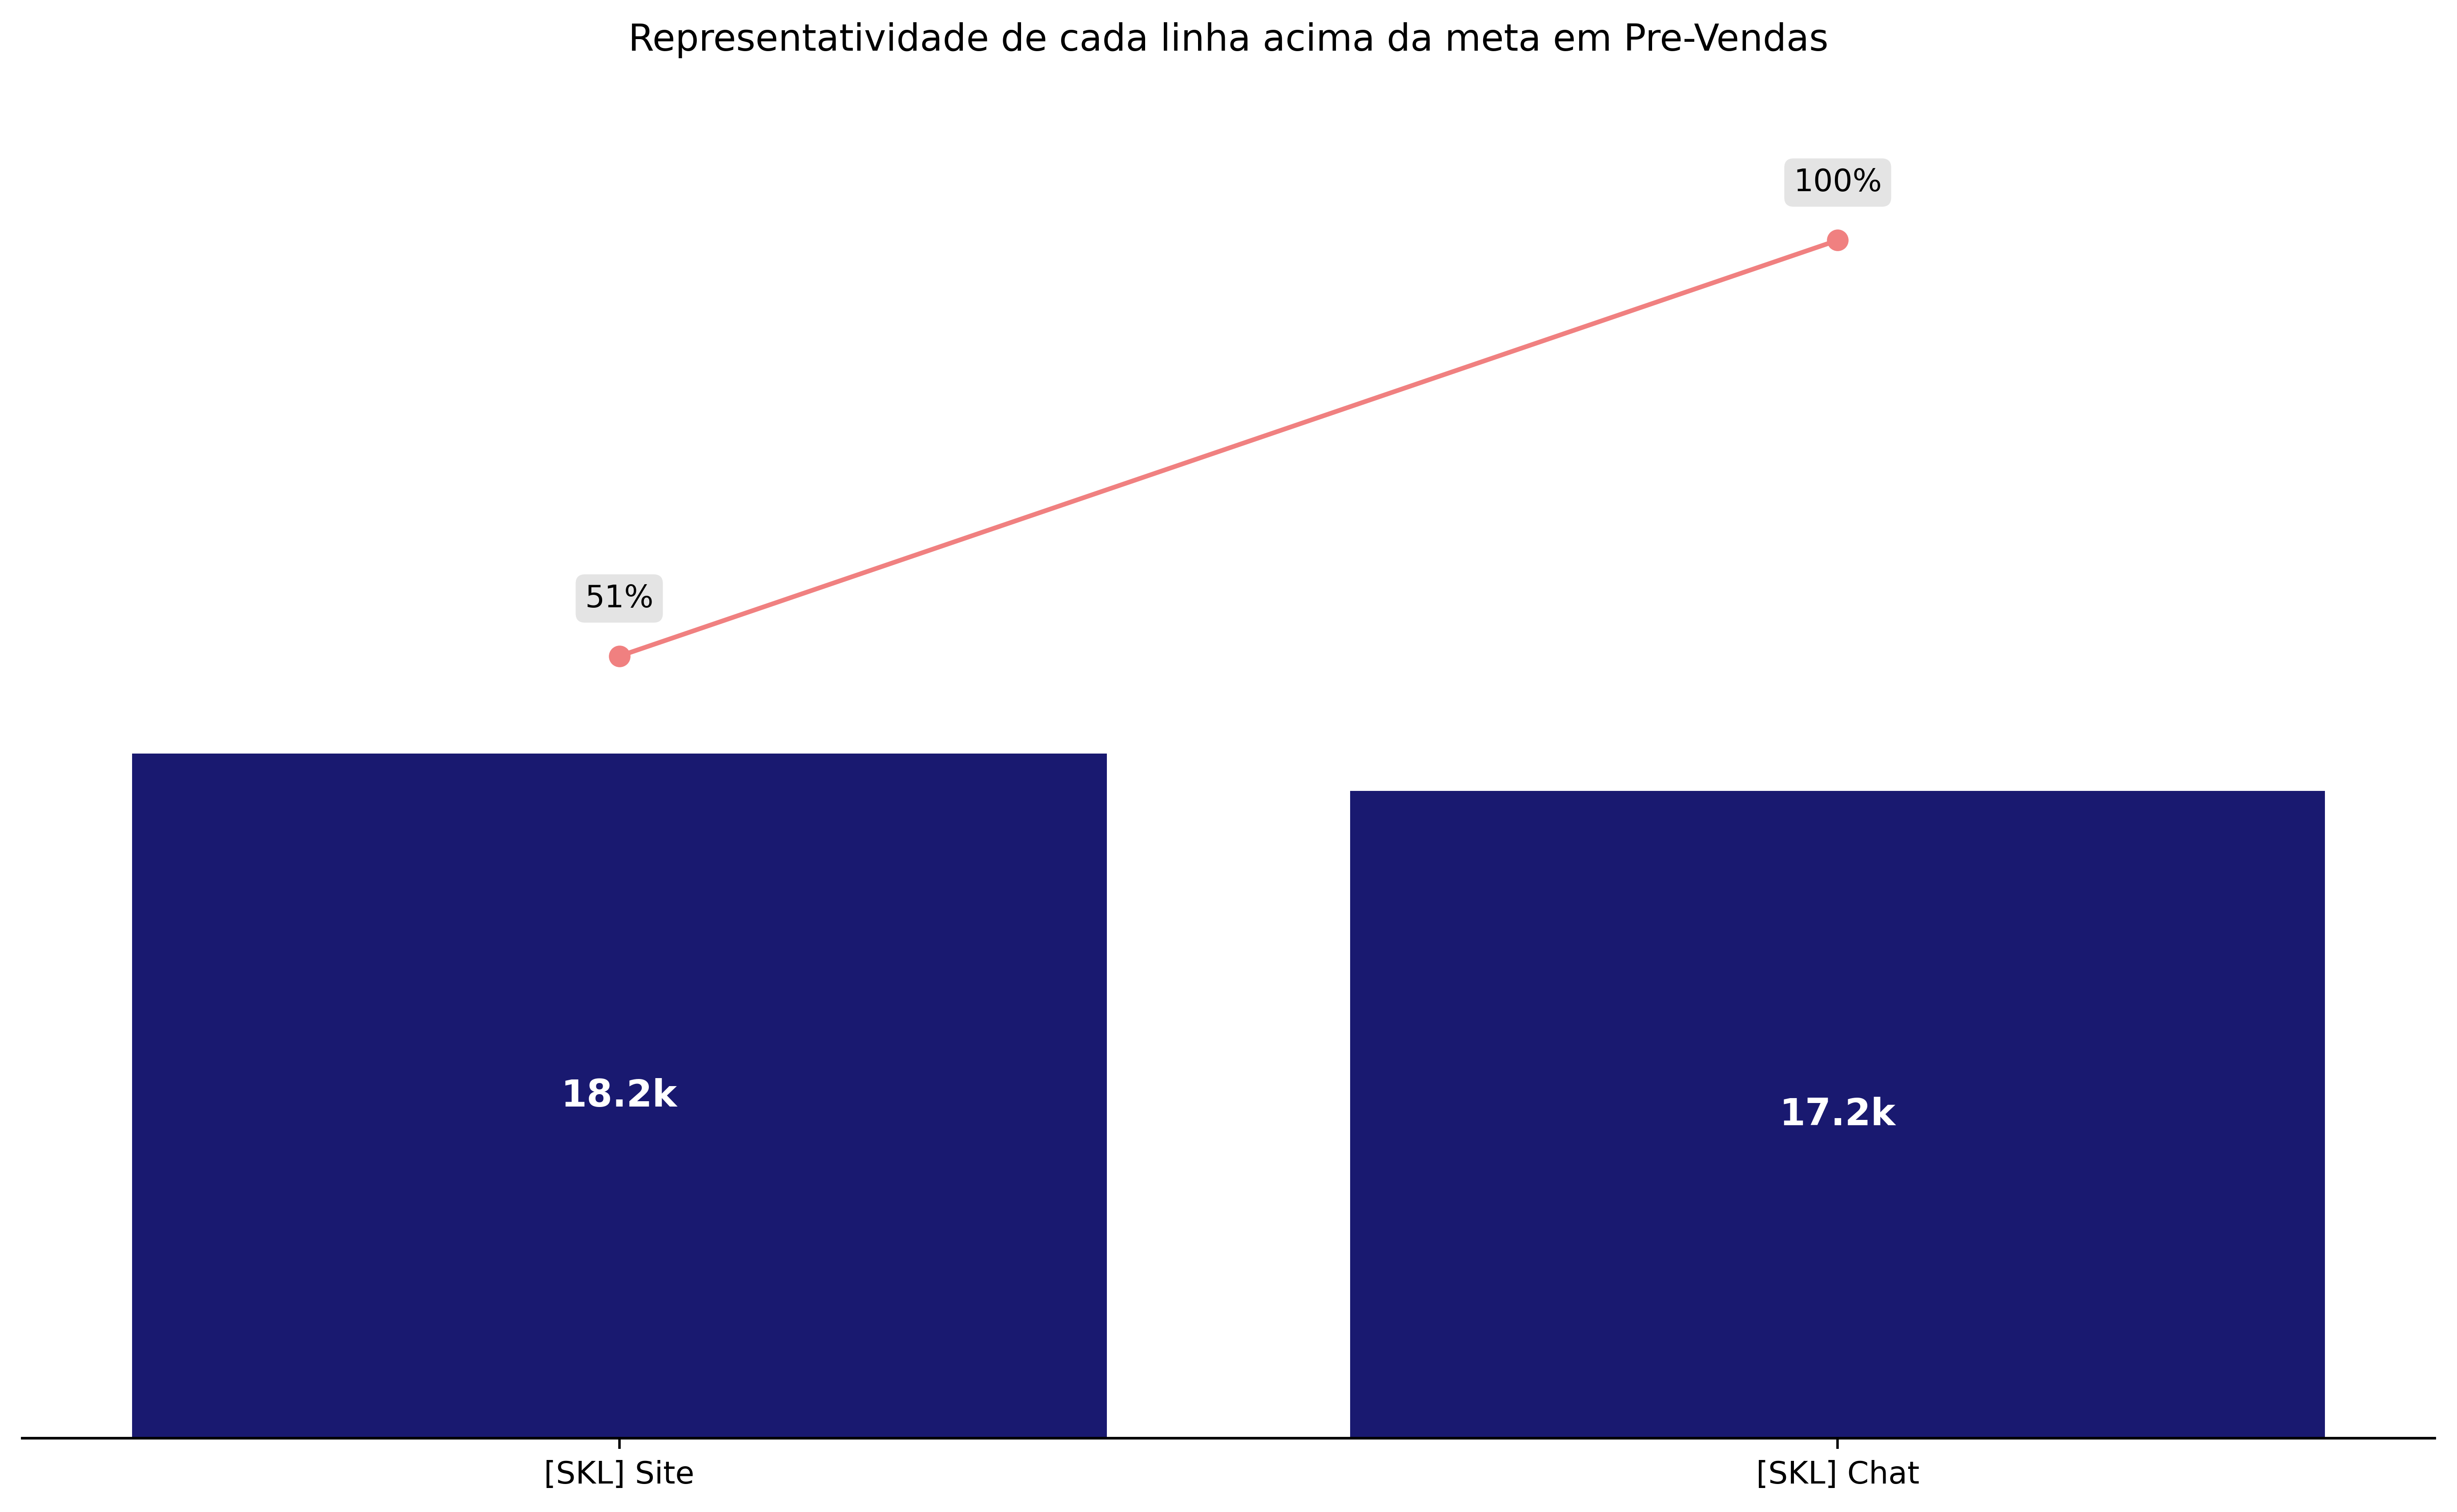 Representatividade de cada linha acima da meta em Pre-Vendas
100%
51%
18.2k
17.2k
[SKL] Site
[SKL] Chat